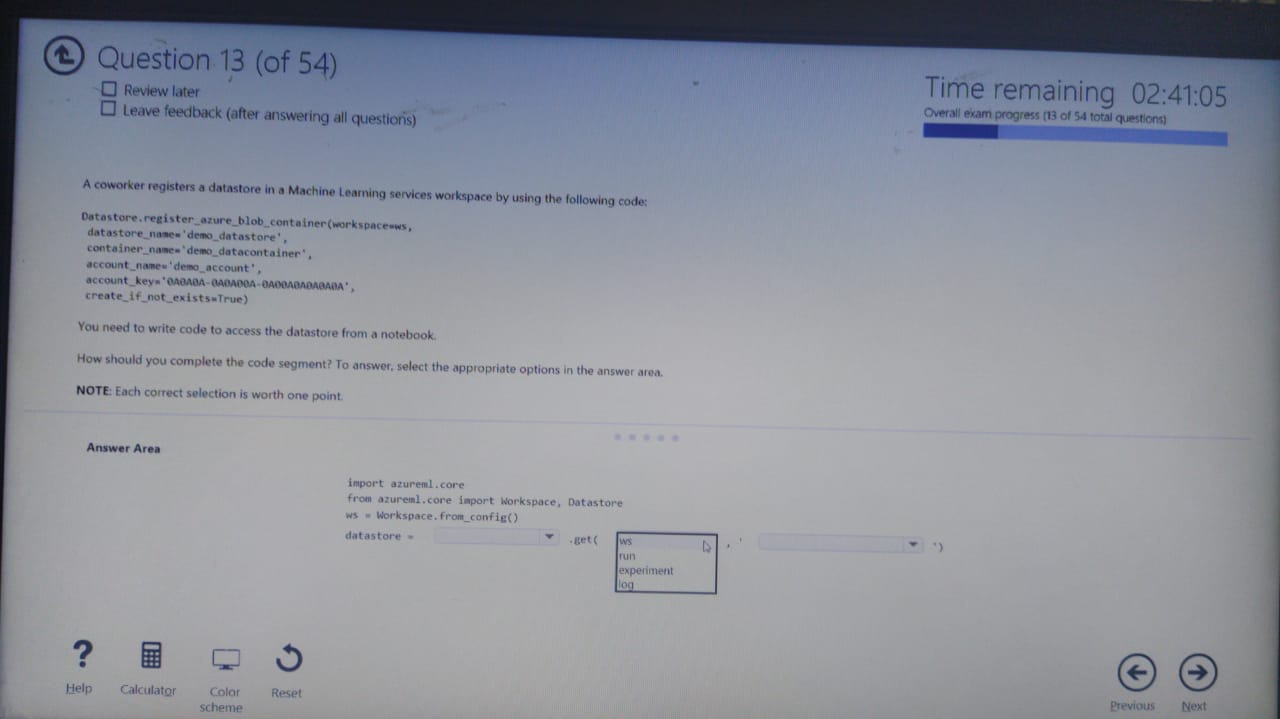 Question 13 (of 54)
Review later
Leave feedback (after answering all questions)
Time remaining 02:41:05
Overall exam progress (13 of 54 total questions)
A coworker registers a datastore in a Machine Learning services workspace by using the following code:
Datastore.register_azure_blob_container(workspace=ws,
datastore_name='demo_datastore',
container_name='demo_datacontainer',
account_name='demo_account',
account_key='0A0A0A-0A0A00A-0A00A0A0A0A0A',
create_if_not_exists=True)
You need to write code to access the datastore from a notebook.
How should you complete the code segment? To answer, select the appropriate options in the answer area.
NOTE: Each correct selection is worth one point.
Answer Area
import azureml.core
from azureml.core import Workspace, Datastore
ws = Workspace.from_config()
datastore = .get( ws , ' ')
run
experiment
log
Help
Calculator
Color scheme
Reset
Previous
Next